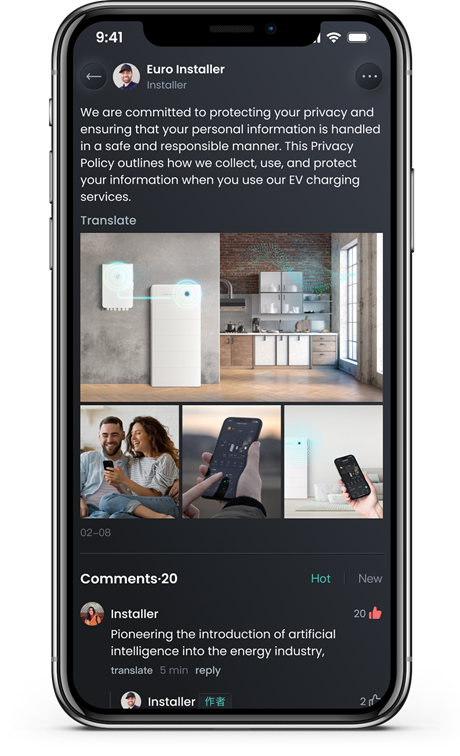 9:41
Euro Installer
Installer
We are committed to protecting your privacy and
ensuring that your personal information is handled
in a safe and responsible manner. This Privacy
Policy outlines how we collect, use, and protect
your information when you use our EV charging
services.
Translate
02-08
Comments·20
Hot
New
Installer
20
Pioneering the introduction of artificial
intelligence into the energy industry,
translate 5 min reply
Installer 作者
2